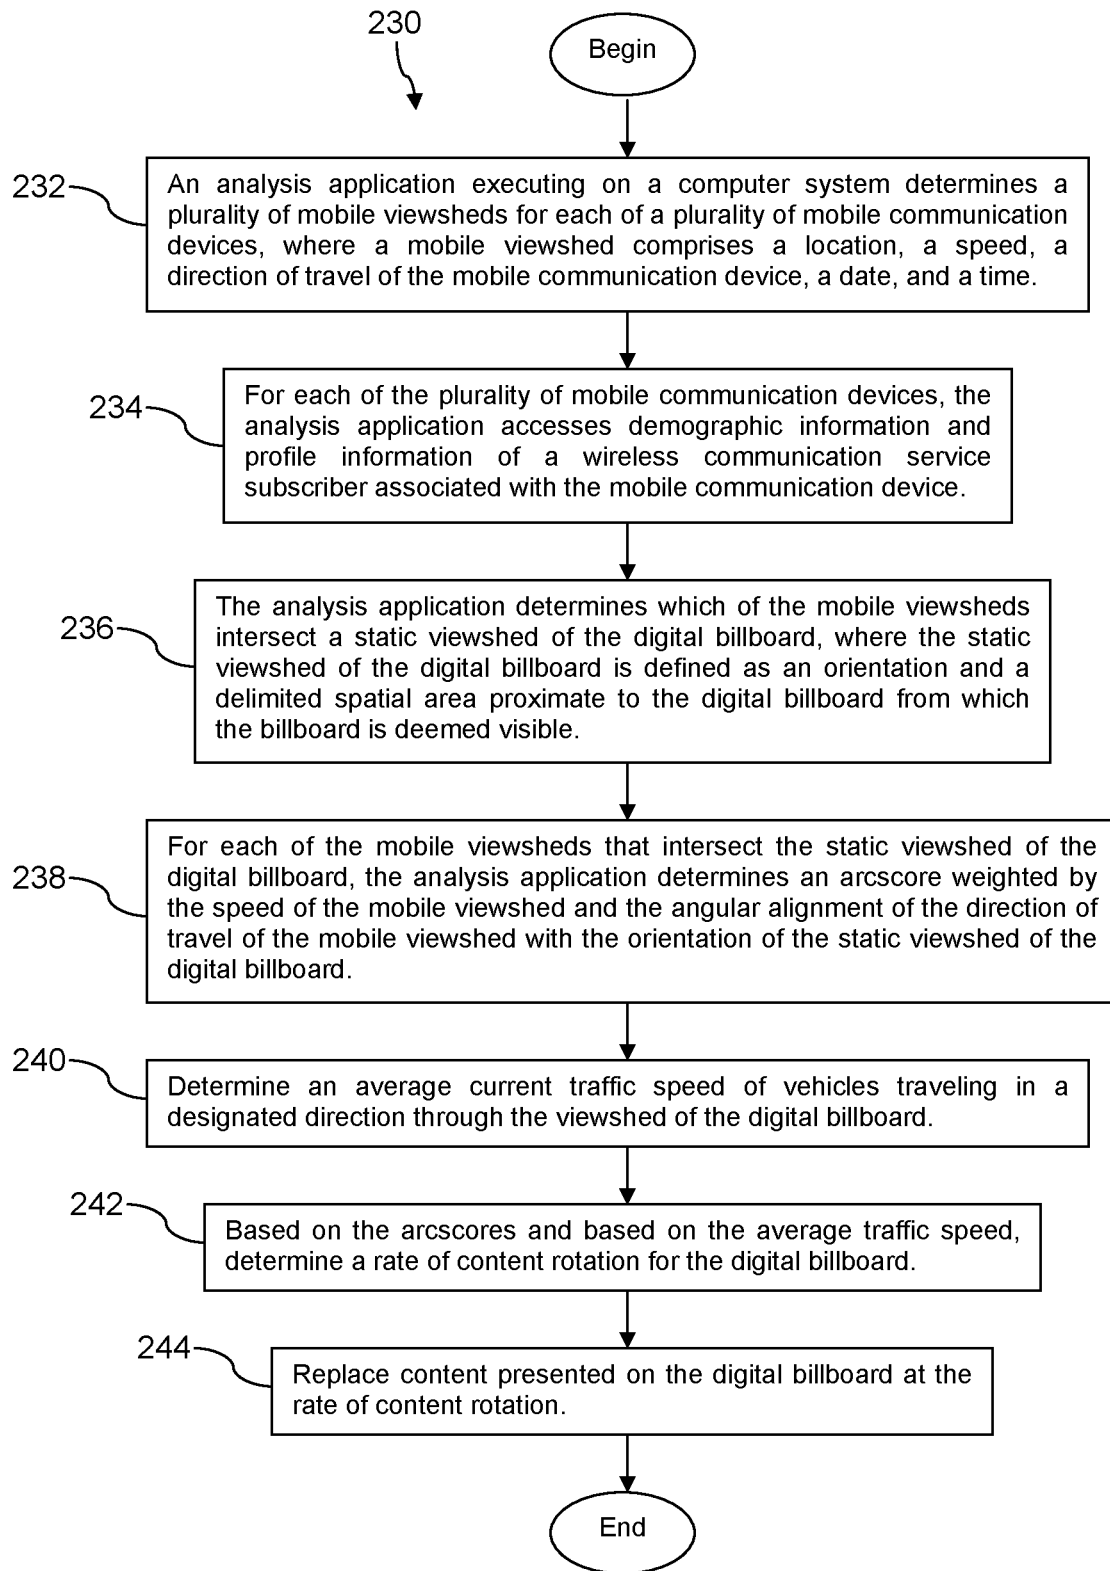 230
Begin
232
An analysis application executing on a computer system determines a
plurality of mobile viewsheds for each of a plurality of mobile communication
devices, where a mobile viewshed comprises a location, a speed, a
direction of travel of the mobile communication device, a date, and a time.
234
For each of the plurality of mobile communication devices, the
analysis application accesses demographic information and
profile information of a wireless communication service
subscriber associated with the mobile communication device.
236
The analysis application determines which of the mobile viewsheds
intersect a static viewshed of the digital billboard, where the static
viewshed of the digital billboard is defined as an orientation and a
delimited spatial area proximate to the digital billboard from which
the billboard is deemed visible.
238
For each of the mobile viewsheds that intersect the static viewshed of the
digital billboard, the analysis application determines an arcscore weighted by
the speed of the mobile viewshed and the angular alignment of the direction of
travel of the mobile viewshed with the orientation of the static viewshed of the
digital billboard.
240
Determine an average current traffic speed of vehicles traveling in a
designated direction through the viewshed of the digital billboard.
242
Based on the arcscores and based on the average traffic speed,
determine a rate of content rotation for the digital billboard.
244
Replace content presented on the digital billboard at the
rate of content rotation.
End